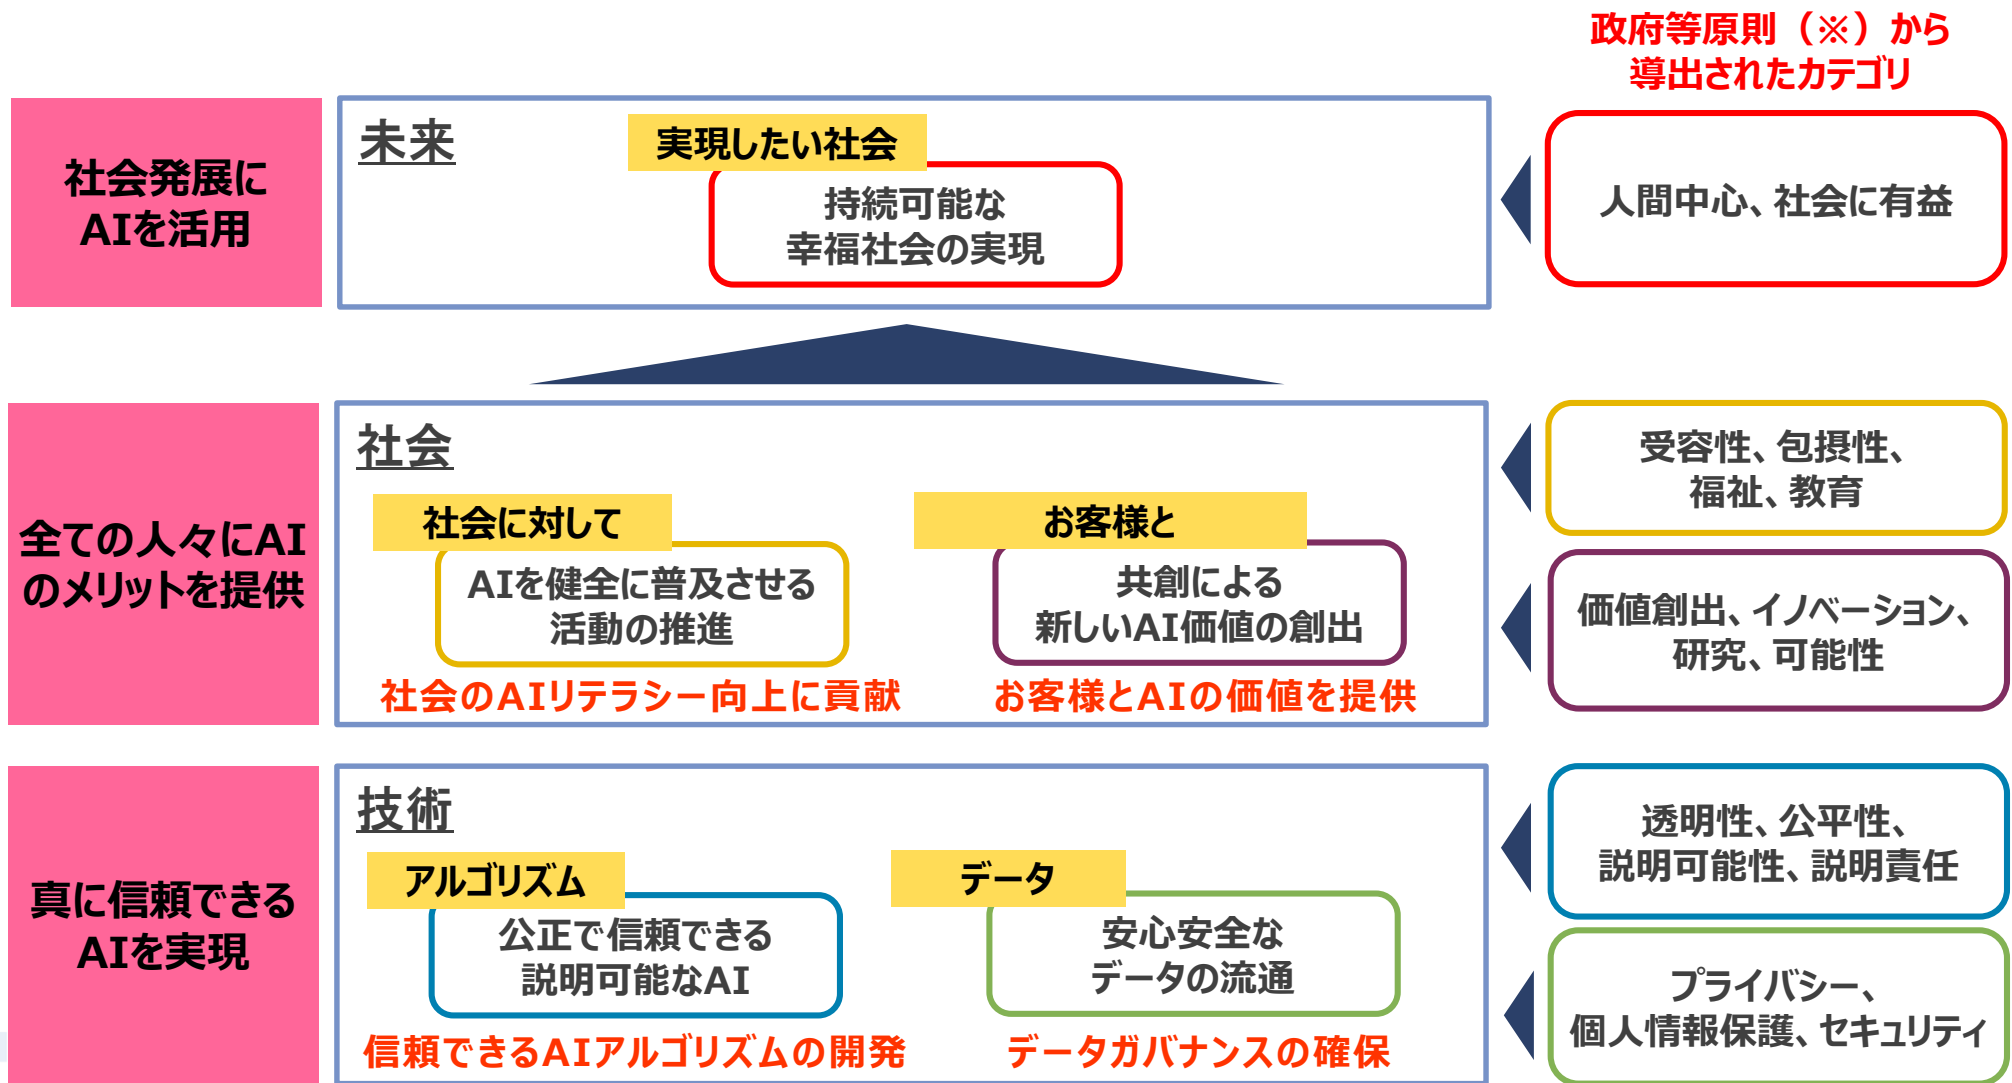 政府等原則（※）から
導出されたカテゴリ
社会発展に
AIを活用
未来
実現したい社会
持続可能な
幸福社会の実現
人間中心、社会に有益
全ての人々にAI
のメリットを提供
社会
社会に対して
AIを健全に普及させる
活動の推進
社会のAIリテラシー向上に貢献
お客様と
共創による
新しいAI価値の創出
お客様とAIの価値を提供
受容性、包摂性、
福祉、教育
価値創出、イノベーション、
研究、可能性
真に信頼できる
AIを実現
技術
アルゴリズム
公正で信頼できる
説明可能なAI
信頼できるAIアルゴリズムの開発
データ
安心安全な
データの流通
データガバナンスの確保
透明性、公平性、
説明可能性、説明責任
プライバシー、
個人情報保護、セキュリティ